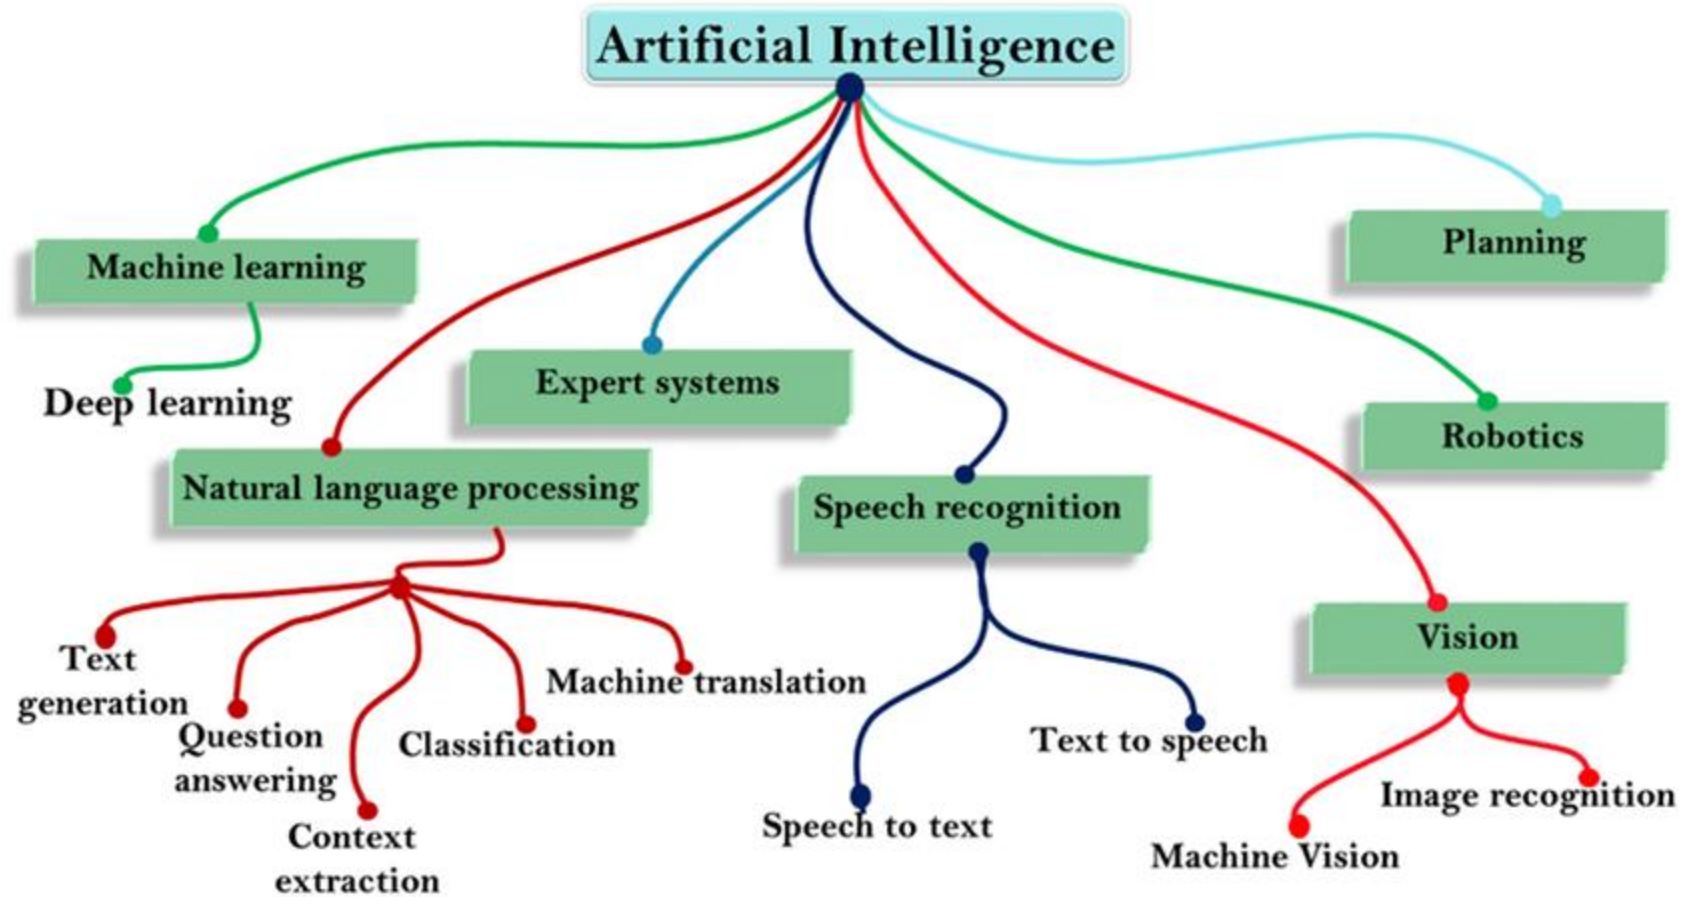 Artificial Intelligence
Machine learning
Deep learning
Natural language processing
Text
generation
Question
answering
Context
extraction
Classification
Machine translation
Expert systems
Speech recognition
Speech to text
Text to speech
Vision
Machine Vision
Image recognition
Robotics
Planning